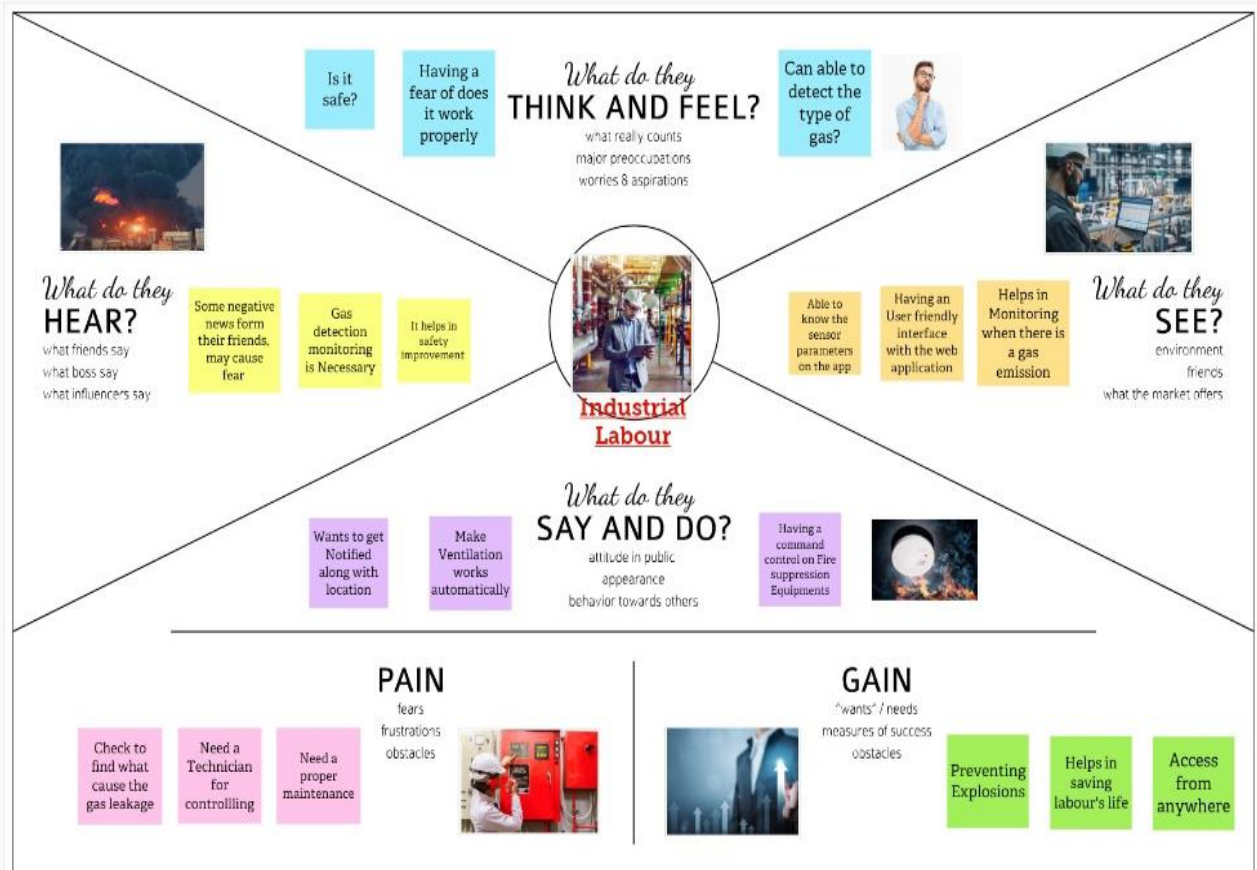 Is it
safe?
Having a
fear of does
it work
properly
What do they
THINK AND FEEL?
what really counts
major preoccupations
worries & aspirations
Can able to
detect the
type of
gas?
What do they
HEAR?
what friends say
what boss say
what influencers say
Some negative
news form
their friends,
may cause
fear
Gas
detection
monitoring
is Necessary
It helps in
safety
improvement
Industrial
Labour
Able to
know the
sensor
parameters
on the app
Having an
User friendly
interface
with the web
application
Helps in
Monitoring
when there is
a gas
emission
What do they
SEE?
environment
friends
what the market offers
Wants to get
Notified
along with
location
Make
Ventilation
works
automatically
What do they
SAY AND DO?
attitude in public
appearance
behavior towards others
Having a
command
control on Fire
suppression
Equipments
PAIN
fears
frustrations
obstacles
Check to
find what
cause the
gas leakage
Need a
Technician
for
controllling
Need a
proper
maintenance
GAIN
"wants" / needs
measures of success
obstacles
Preventing
Explosions
Helps in
saving
labour's life
Access
from
anywhere